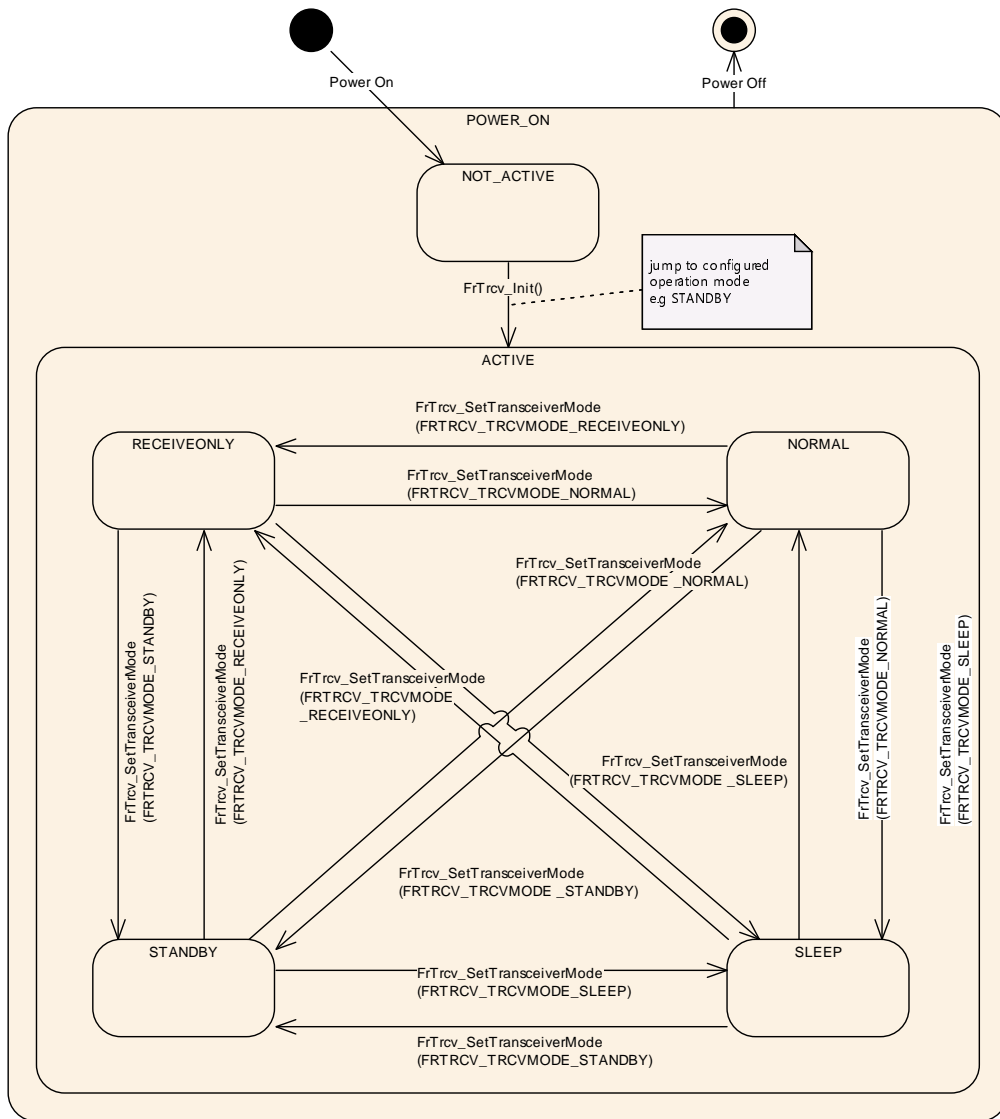 Power On
Power Off
POWER_ON
NOT_ACTIVE
jump to configured
operation mode
e.g STANDBY
FrTrcv_Init()
ACTIVE
FrTrcv_SetTransceiverMode
(FRTRCV_TRCVMODE_RECEIVEONLY)
RECEIVEONLY
NORMAL
FrTrcv_SetTransceiverMode
(FRTRCV_TRCVMODE_NORMAL)
FrTrcv_SetTransceiverMode
(FRTRCV_TRCVMODE _NORMAL)
FrTrcv_SetTransceiverMode
(FRTRCV_TRCVMODE_STANDBY)
FrTrcv_SetTransceiverMode
(FRTRCV_TRCVMODE_RECEIVEONLY)
FrTrcv_SetTransceiverMode
(FRTRCV_TRCVMODE
_RECEIVEONLY)
FrTrcv_SetTransceiverMode
(FRTRCV_TRCVMODE _SLEEP)
FrTrcv_SetTransceiverMode
(FRTRCV_TRCVMODE_NORMAL)
FrTrcv_SetTransceiverMode
(FRTRCV_TRCVMODE_SLEEP)
FrTrcv_SetTransceiverMode
(FRTRCV_TRCVMODE _STANDBY)
STANDBY
SLEEP
FrTrcv_SetTransceiverMode
(FRTRCV_TRCVMODE_SLEEP)
FrTrcv_SetTransceiverMode
(FRTRCV_TRCVMODE_STANDBY)